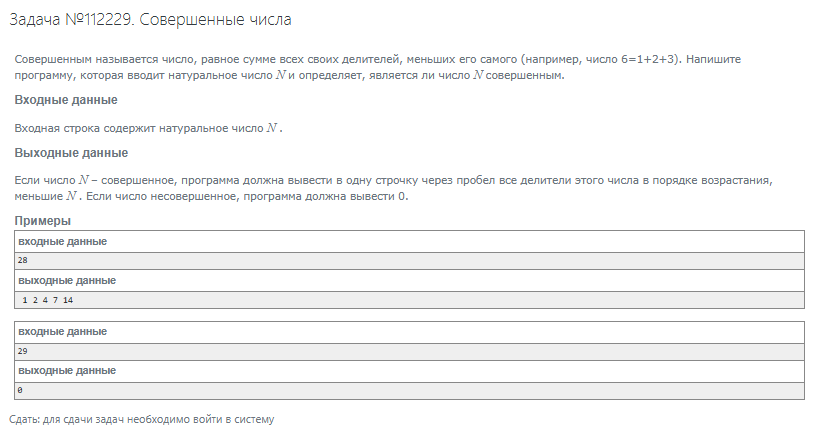 Задача №112229. Совершенные числа
Совершенным называется число, равное сумме всех своих делителей, меньших его самого (например, число 6=1+2+3). Напишите
программу, которая вводит натуральное число N и определяет, является ли число N совершенным.
Входные данные
Входная строка содержит натуральное число N .
Выходные данные
Если число N – совершенное, программа должна вывести в одну строчку через пробел все делители этого числа в порядке возрастания,
меньшие N . Если число несовершенное, программа должна вывести 0.
Примеры
входные данные
28
выходные данные
1 2 4 7 14
входные данные
29
выходные данные
0
Сдать: для сдачи задач необходимо войти в систему